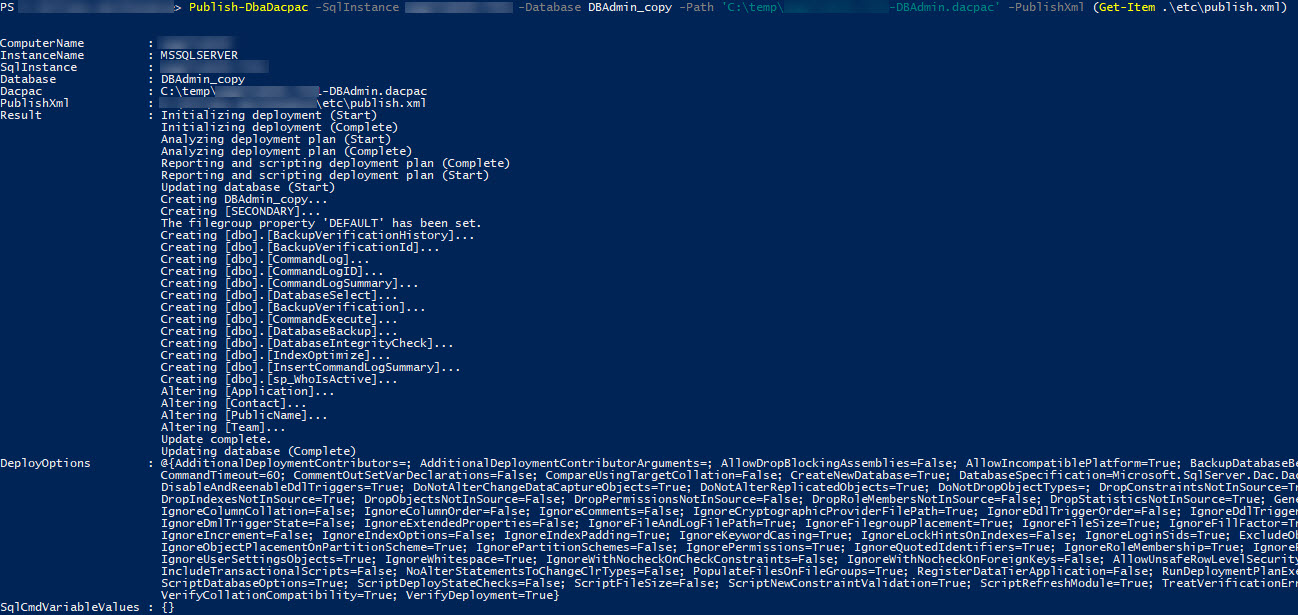 PS > Publish-DbaDacpac -SqlInstance -Database DBAdmin_copy -Path 'C:\temp\ -DBAdmin.dacpac' -PublishXml (Get-Item .\etc\publish.xml)
ComputerName :
InstanceName : MSSQLSERVER
SqlInstance :
Database : DBAdmin_copy
Dacpac : C:\temp\ -DBAdmin.dacpac
PublishXml : \etc\publish.xml
Result : Initializing deployment (Start)
Initializing deployment (Complete)
Analyzing deployment plan (Start)
Analyzing deployment plan (Complete)
Reporting and scripting deployment plan (Complete)
Reporting and scripting deployment plan (Start)
Updating database (Start)
Creating DBAdmin_copy...
Creating [SECONDARY]...
The filegroup property 'DEFAULT' has been set.
Creating [dbo].[BackupVerificationHistory]...
Creating [dbo].[BackupVerificationId]...
Creating [dbo].[CommandLog]...
Creating [dbo].[CommandLogID]...
Creating [dbo].[CommandLogSummary]...
Creating [dbo].[DatabaseSelect]...
Creating [dbo].[BackupVerification]...
Creating [dbo].[CommandExecute]...
Creating [dbo].[DatabaseBackup]...
Creating [dbo].[DatabaseIntegrityCheck]...
Creating [dbo].[IndexOptimize]...
Creating [dbo].[InsertCommandLogSummary]...
Creating [dbo].[sp_WhoIsActive]...
Altering [Application]...
Altering [Contact]...
Altering [PublicName]...
Altering [Team]...
Update complete.
Updating database (Complete)
DeployOptions : @{AdditionalDeploymentContributors=; AdditionalDeploymentContributorArguments=; AllowDropBlockingAssemblies=False; AllowIncompatiblePlatform=True; BackupDatabaseBe
CommandTimeout=60; CommentOutSetVarDeclarations=False; CompareUsingTargetCollation=False; CreateNewDatabase=True; DatabaseSpecification=Microsoft.SqlServer.Dac.Dac
DisableAndReenableDdlTriggers=True; DoNotAlterChangeDataCaptureObjects=True; DoNotAlterReplicatedObjects=True; DoNotDropObjectTypes=; DropConstraintsNotInSource=Tr
DropIndexesNotInSource=True; DropObjectsNotInSource=False; DropPermissionsNotInSource=False; DropRoleMembersNotInSource=False; DropStatisticsNotInSource=True; Gene
IgnoreColumnCollation=False; IgnoreColumnOrder=False; IgnoreComments=False; IgnoreCryptographicProviderFilePath=True; IgnoreDdlTriggerOrder=False; IgnoreDdlTrigger
IgnoreDmlTriggerState=False; IgnoreExtendedProperties=False; IgnoreFileAndLogFilePath=True; IgnoreFilegroupPlacement=True; IgnoreFileSize=True; IgnoreFillFactor=Tr
IgnoreIncrement=False; IgnoreIndexOptions=False; IgnoreIndexPadding=True; IgnoreKeywordCasing=True; IgnoreLockHintsOnIndexes=False; IgnoreLoginSids=True; ExcludeOb
IgnoreObjectPlacementOnPartitionScheme=True; IgnorePartitionSchemes=False; IgnorePermissions=True; IgnoreQuotedIdentifiers=True; IgnoreRoleMembership=True; IgnoreR
IgnoreUserSettingsObjects=True; IgnoreWhitespace=True; IgnoreWithNocheckOnCheckConstraints=False; IgnoreWithNocheckOnForeignKeys=False; AllowUnsafeRowLevelSecurity
IncludeTransactionalScripts=False; NoAlterStatementsToChangeClrTypes=False; PopulateFilesOnFileGroups=True; RegisterDataTierApplication=False; RunDeploymentPlanExe
ScriptDatabaseOptions=True; ScriptDeployStateChecks=False; ScriptFileSize=False; ScriptNewConstraintValidation=True; ScriptRefreshModule=True; TreatVerificationErr
VerifyCollationCompatibility=True; VerifyDeployment=True}
SqlCmdVariableValues : {}